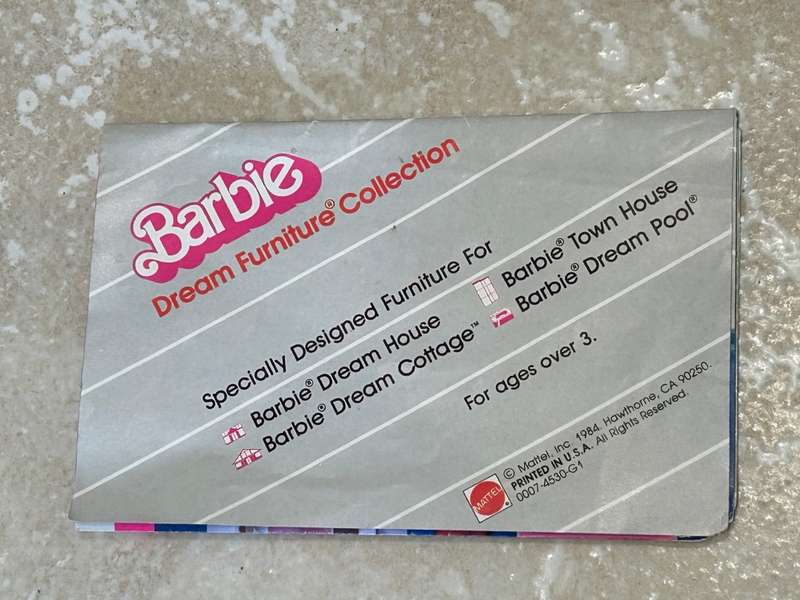 Barbie
Dream Furniture® Collection
Specially Designed Furniture For
Barbie® Dream House
Barbie® Dream Cottage™
Barbie® Town House
Barbie® Dream Pool®
For ages over 3.
MATTEL
© Mattel, Inc. 1984. Hawthorne, CA 90250.
PRINTED IN U.S.A. All Rights Reserved.
0007-4530-G1